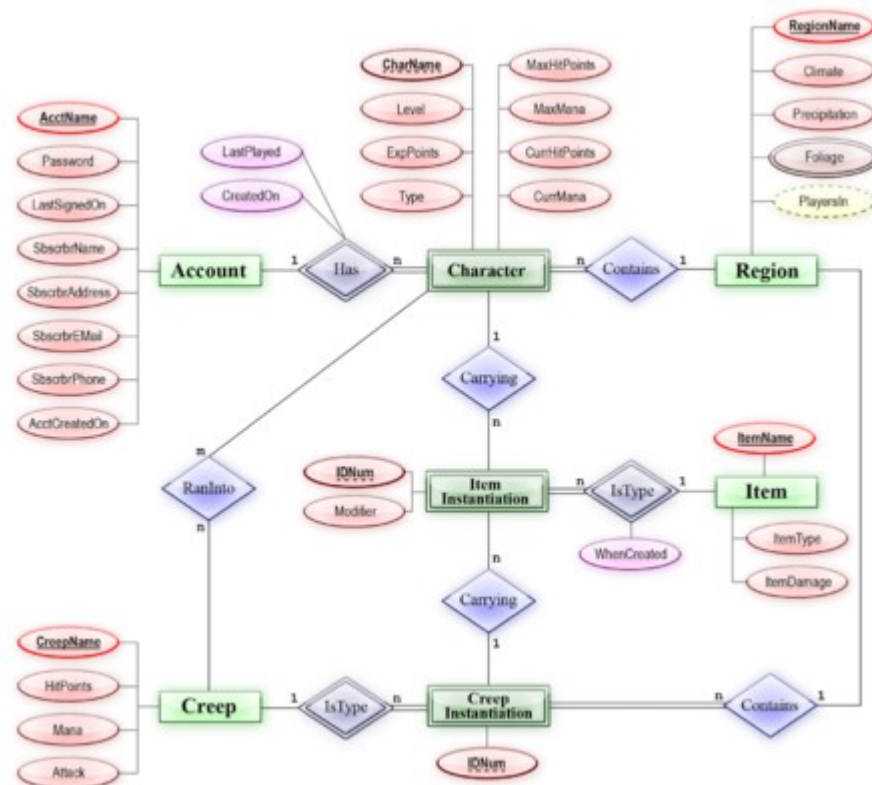 RegionName
CharName
MaxHitPoints
Climate
AcctName
Level
MaxMana
Precipitation
Password
LastPlayed
ExpPoints
CurrHitPoints
Foliage
LastSignedOn
CreatedOn
Type
CurrMana
PlayersIn
SbscrbrName
Account
1
Has
n
Character
n
Contains
1
Region
SbscrbrAddress
SbscrbrEMail
1
SbscrbrPhone
Carrying
AcctCreatedOn
n
m
ItemName
RanInto
IDNum
Item
Instantiation
n
IsType
1
Item
Modifier
n
n
WhenCreated
ItemType
ItemDamage
Carrying
CreepName
1
HitPoints
Creep
1
IsType
n
Creep
Instantiation
n
Contains
1
Mana
Attack
IDNum